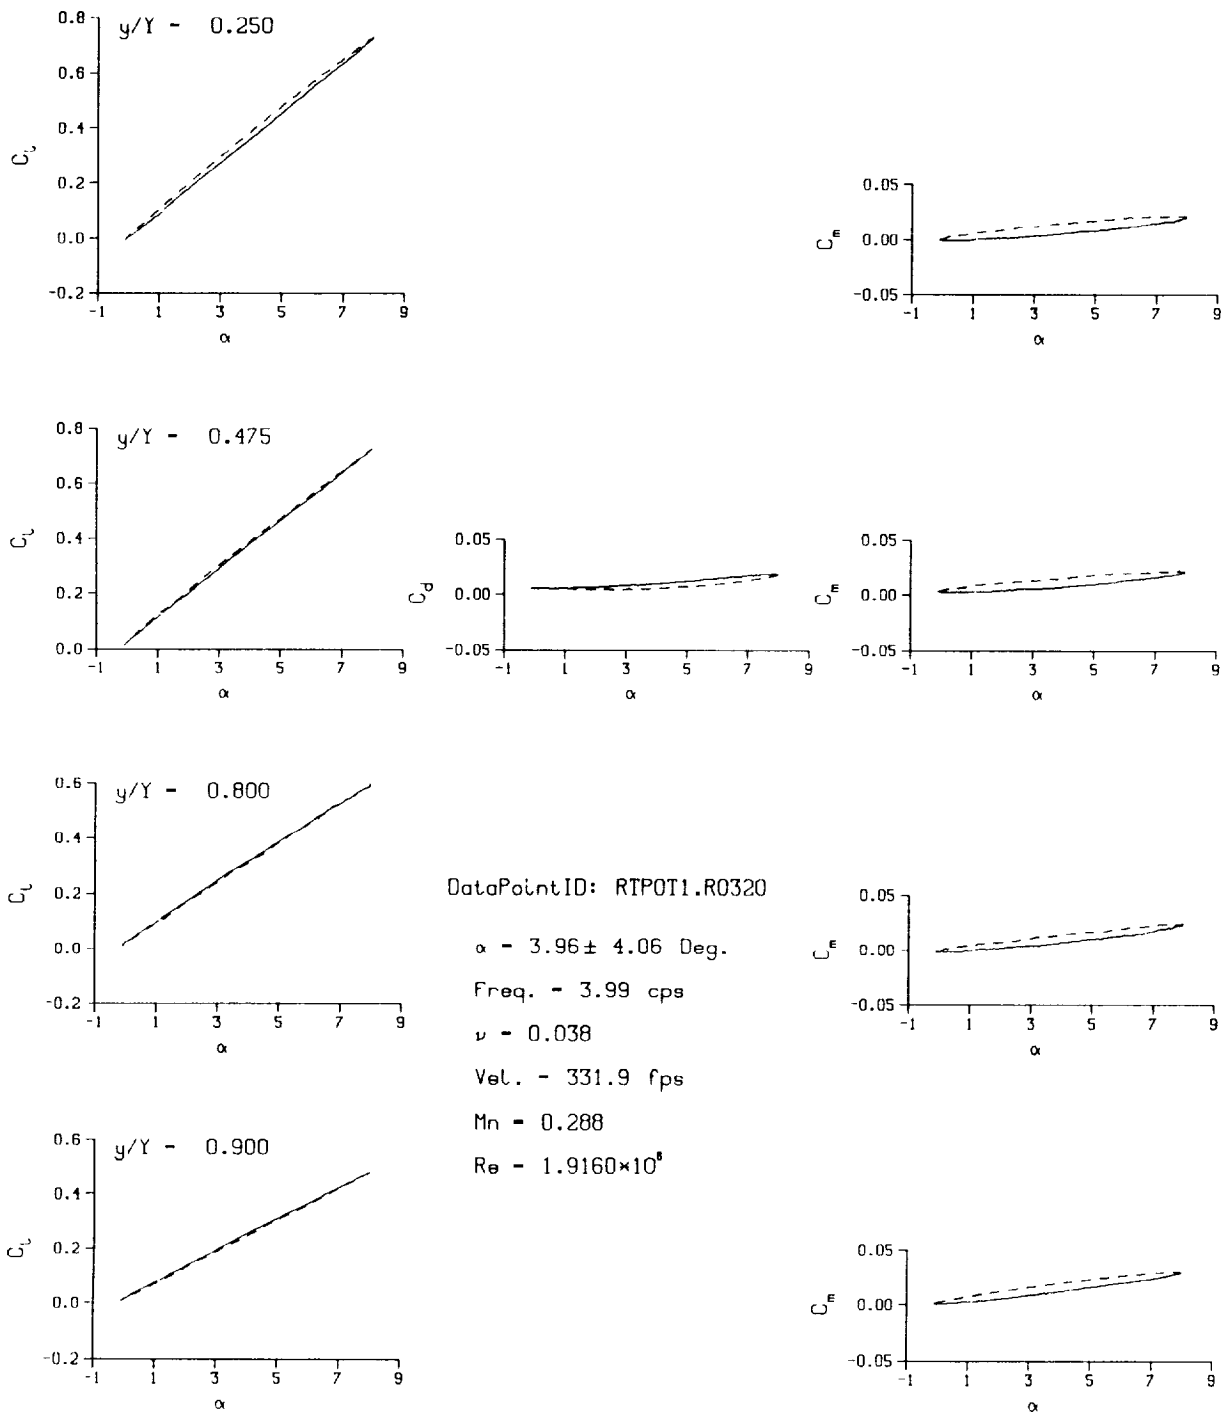 y/Y - 0.250
0.8
0.6
0.4
0.2
0.0
-0.2
C_l
-1 1 3 5 7 9
α
0.05
0.00
-0.05
C_m
-1 1 3 5 7 9
α
y/Y - 0.475
0.8
0.6
0.4
0.2
0.0
C_l
-1 1 3 5 7 9
α
0.05
0.00
-0.05
C_d
-1 1 3 5 7 9
α
0.05
0.00
-0.05
C_m
-1 1 3 5 7 9
α
y/Y - 0.800
0.6
0.4
0.2
0.0
-0.2
C_l
-1 1 3 5 7 9
α
DataPointID: RTPOT1.R0320
α - 3.96± 4.06 Deg.
Freq. - 3.99 cps
ν - 0.038
Vel. - 331.9 fps
Mn - 0.288
Re - 1.9160×10
0.05
0.00
-0.05
C_m
-1 1 3 5 7 9
α
y/Y - 0.900
0.6
0.4
0.2
0.0
-0.2
C_l
-1 1 3 5 7 9
α
0.05
0.00
-0.05
C_m
-1 1 3 5 7 9
α